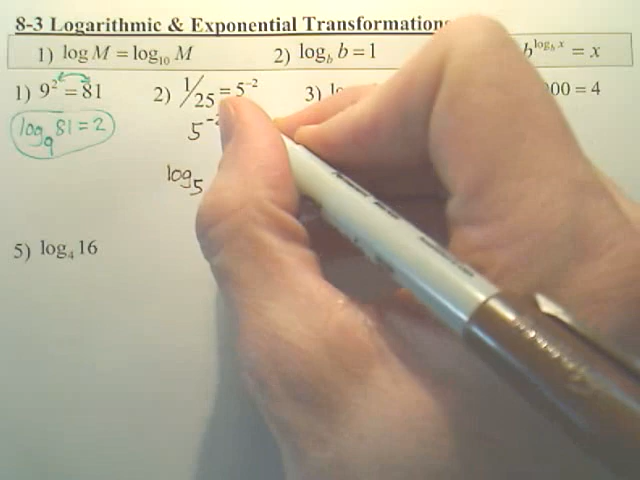 8-3 Logarithmic & Exponential Transformations
1) log M = log₁₀ M 2) log_b b = 1 b^(log_b x) = x
1) 9² = 81 2) 1/25 = 5⁻² 3) 00 = 4
log₉ 81 = 2 5⁻²
log₅
5) log₄ 16